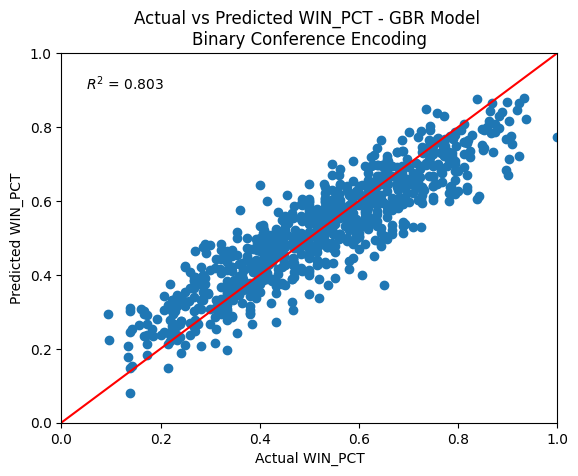 Actual vs Predicted WIN_PCT - GBR Model
Binary Conference Encoding
R² = 0.803
1.0
0.8
0.6
0.4
0.2
0.0
Predicted WIN_PCT
0.0 0.2 0.4 0.6 0.8 1.0
Actual WIN_PCT